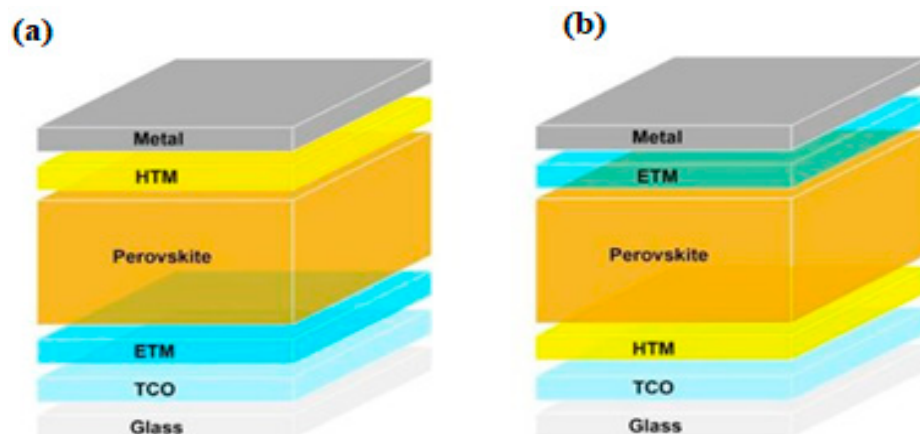 (a)
Metal
HTM
Perovskite
ETM
TCO
Glass
(b)
Metal
ETM
Perovskite
HTM
TCO
Glass